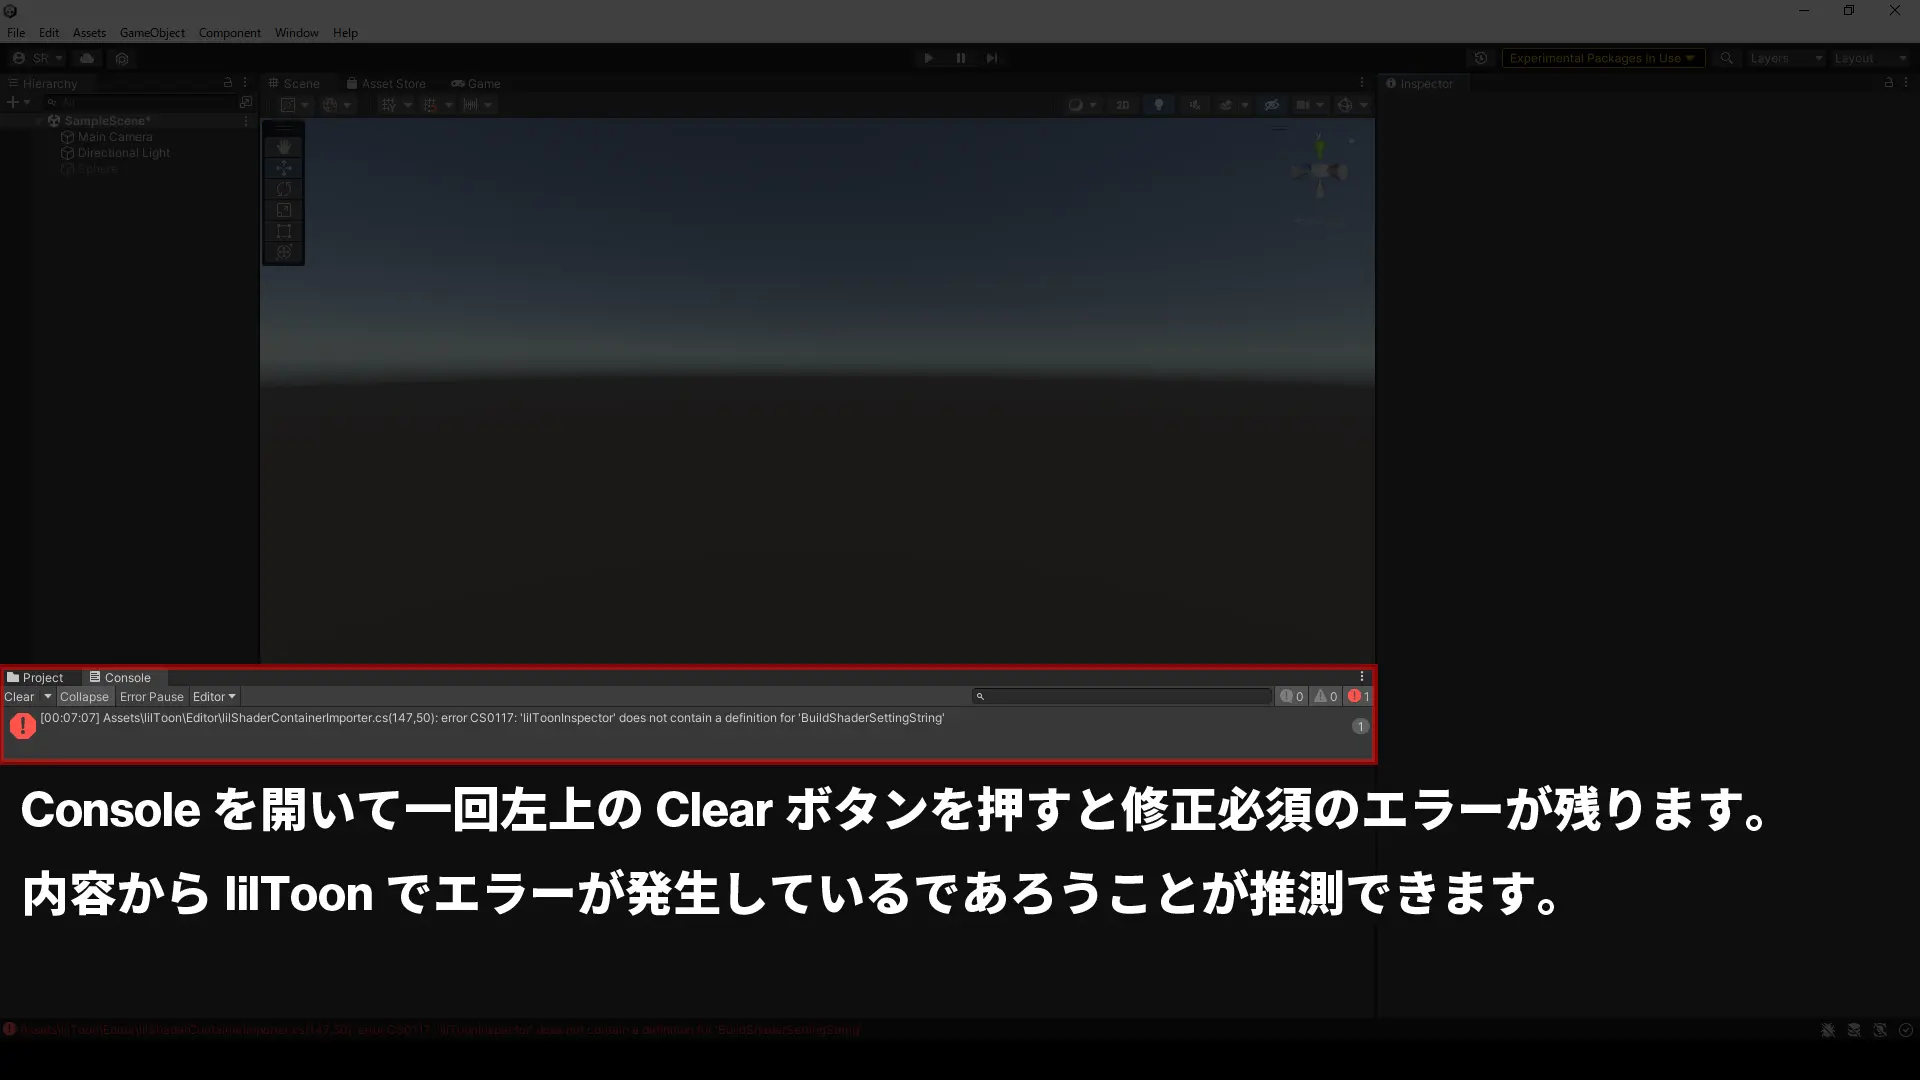 File Edit Assets GameObject Component Window Help
SR Experimental Packages In Use Layers Layout
Hierarchy Scene Asset Store Game Inspector
All 2D
SampleScene*
Main Camera
Directional Light
Sphere
Project Console
Clear Collapse Error Pause Editor 0 0 1
[00:07:07] Assets\lilToon\Editor\lilShaderContainerImporter.cs(147,50): error CS0117: 'lilToonInspector' does not contain a definition for 'BuildShaderSettingString'
1
Console を開いて一回左上の Clear ボタンを押すと修正必須のエラーが残ります。
内容から lilToon でエラーが発生しているであろうことが推測できます。
Assets\lilToon\Editor\lilShaderContainerImporter.cs(147,50): error CS0117: 'lilToonInspector' does not contain a definition for 'BuildShaderSettingString'